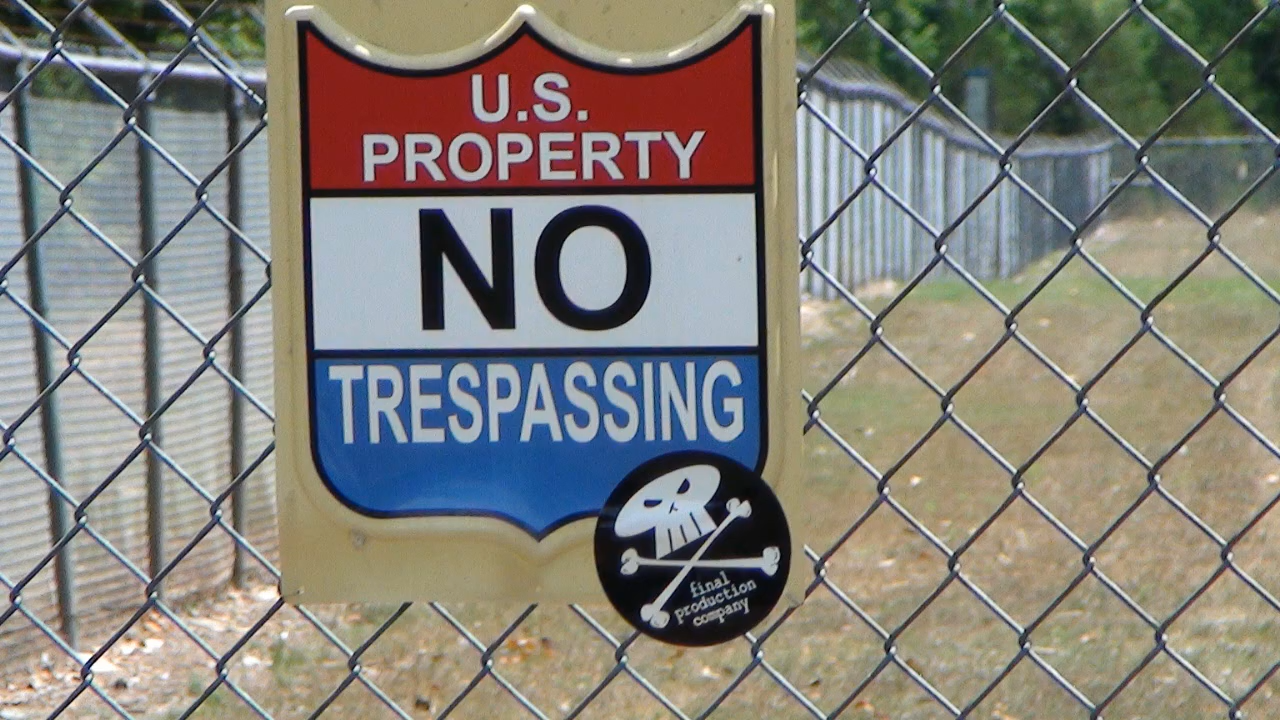 U.S.
PROPERTY
NO
TRESPASSING
final
production
company